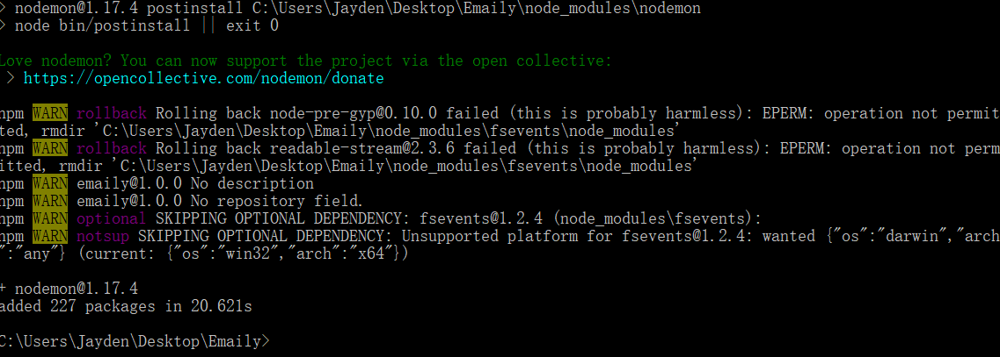 > nodemon@1.17.4 postinstall C:\Users\Jayden\Desktop\Emaily\node_modules\nodemon
> node bin/postinstall || exit 0
Love nodemon? You can now support the project via the open collective:
> https://opencollective.com/nodemon/donate
npm WARN rollback Rolling back node-pre-gyp@0.10.0 failed (this is probably harmless): EPERM: operation not permit
ted, rmdir 'C:\Users\Jayden\Desktop\Emaily\node_modules\fsevents\node_modules'
npm WARN rollback Rolling back readable-stream@2.3.6 failed (this is probably harmless): EPERM: operation not perm
itted, rmdir 'C:\Users\Jayden\Desktop\Emaily\node_modules\fsevents\node_modules'
npm WARN emaily@1.0.0 No description
npm WARN emaily@1.0.0 No repository field.
npm WARN optional SKIPPING OPTIONAL DEPENDENCY: fsevents@1.2.4 (node_modules\fsevents):
npm WARN notsup SKIPPING OPTIONAL DEPENDENCY: Unsupported platform for fsevents@1.2.4: wanted {"os":"darwin","arch
":"any"} (current: {"os":"win32","arch":"x64"})
+ nodemon@1.17.4
added 227 packages in 20.621s
C:\Users\Jayden\Desktop\Emaily>